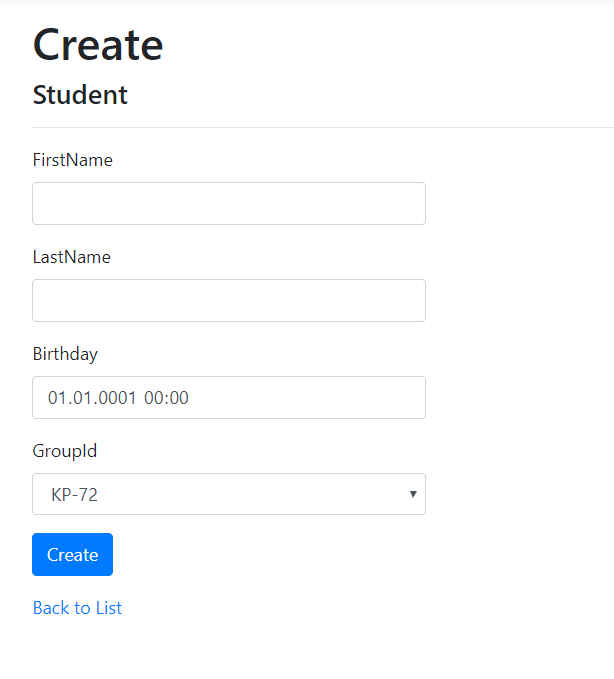 Create
Student
FirstName
LastName
Birthday
01.01.0001 00:00
GroupId
KP-72
Create
Back to List